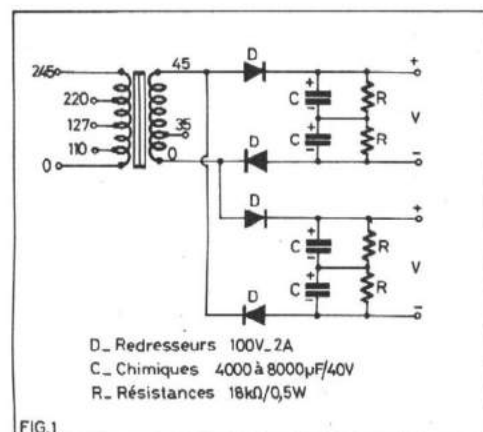 245
220
127
110
0
45
35
0
D
D
C
+
-
C
+
-
R
R
+
V
-
D
D
C
+
-
C
+
-
R
R
+
V
-
D_ Redresseurs 100V_2A
C_ Chimiques 4000 à 8000µF/40V
R_ Résistances 18kΩ/0,5W
FIG.1